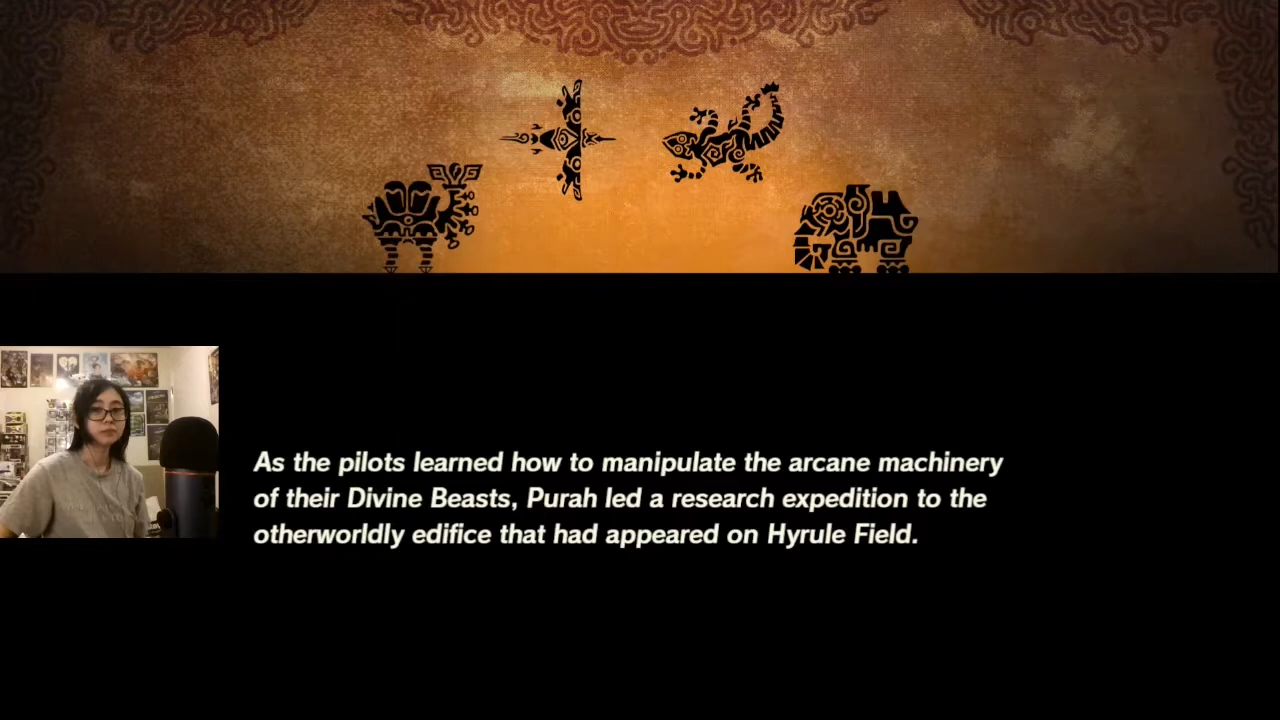 As the pilots learned how to manipulate the arcane machinery
of their Divine Beasts, Purah led a research expedition to the
otherworldly edifice that had appeared on Hyrule Field.